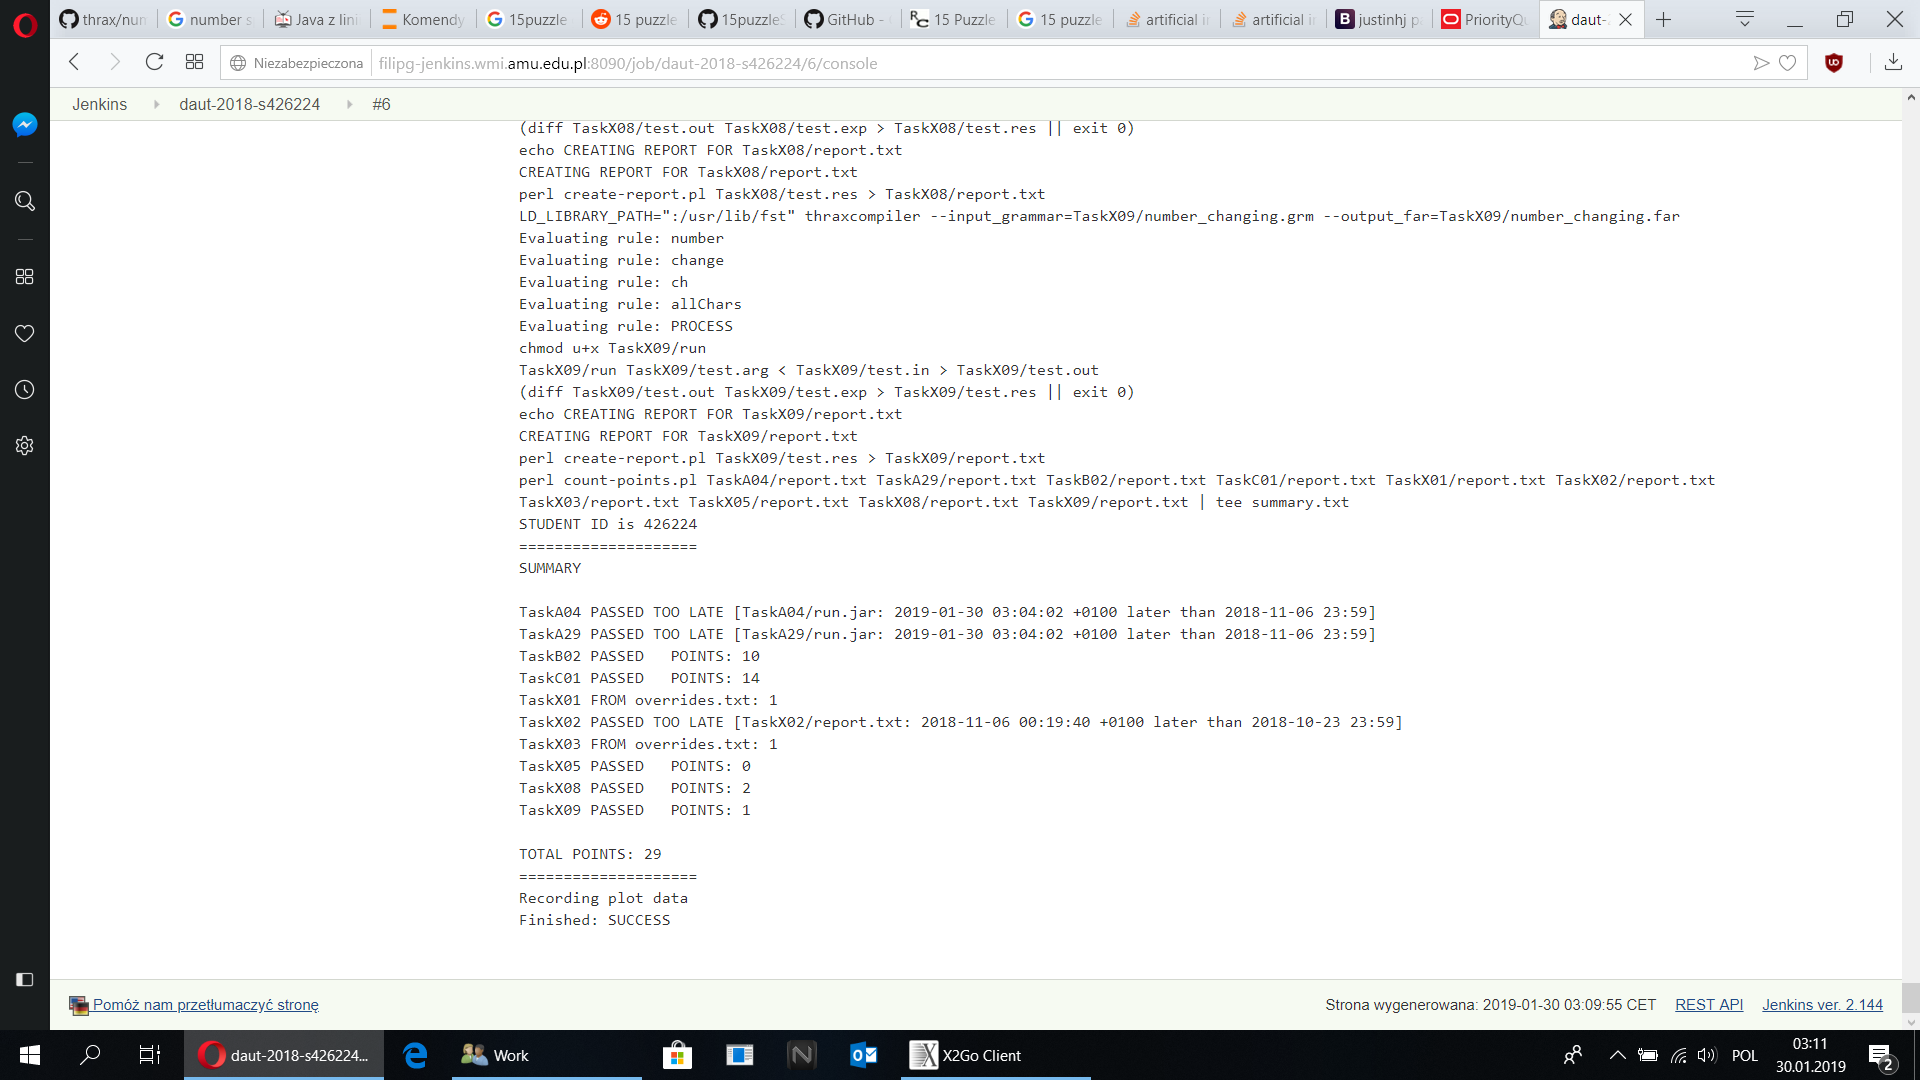 thrax/nun
number s
Java z lini
Komendy
15puzzle
15 puzzle
15puzzleS
GitHub -
15 Puzzle
15 puzzle
artificial in
artificial in
justinhj p
PriorityQu
daut-2
Niezabezpieczona
filipg-jenkins.wmi.amu.edu.pl:8090/job/daut-2018-s426224/6/console
Jenkins
daut-2018-s426224
#6
(diff TaskX08/test.out TaskX08/test.exp > TaskX08/test.res || exit 0)
echo CREATING REPORT FOR TaskX08/report.txt
CREATING REPORT FOR TaskX08/report.txt
perl create-report.pl TaskX08/test.res > TaskX08/report.txt
LD_LIBRARY_PATH=":/usr/lib/fst" thraxcompiler --input_grammar=TaskX09/number_changing.grm --output_far=TaskX09/number_changing.far
Evaluating rule: number
Evaluating rule: change
Evaluating rule: ch
Evaluating rule: allChars
Evaluating rule: PROCESS
chmod u+x TaskX09/run
TaskX09/run TaskX09/test.arg < TaskX09/test.in > TaskX09/test.out
(diff TaskX09/test.out TaskX09/test.exp > TaskX09/test.res || exit 0)
echo CREATING REPORT FOR TaskX09/report.txt
CREATING REPORT FOR TaskX09/report.txt
perl create-report.pl TaskX09/test.res > TaskX09/report.txt
perl count-points.pl TaskA04/report.txt TaskA29/report.txt TaskB02/report.txt TaskC01/report.txt TaskX01/report.txt TaskX02/report.txt
TaskX03/report.txt TaskX05/report.txt TaskX08/report.txt TaskX09/report.txt | tee summary.txt
STUDENT ID is 426224
====================
SUMMARY
TaskA04 PASSED TOO LATE [TaskA04/run.jar: 2019-01-30 03:04:02 +0100 later than 2018-11-06 23:59]
TaskA29 PASSED TOO LATE [TaskA29/run.jar: 2019-01-30 03:04:02 +0100 later than 2018-11-06 23:59]
TaskB02 PASSED   POINTS: 10
TaskC01 PASSED   POINTS: 14
TaskX01 FROM overrides.txt: 1
TaskX02 PASSED TOO LATE [TaskX02/report.txt: 2018-11-06 00:19:40 +0100 later than 2018-10-23 23:59]
TaskX03 FROM overrides.txt: 1
TaskX05 PASSED   POINTS: 0
TaskX08 PASSED   POINTS: 2
TaskX09 PASSED   POINTS: 1
TOTAL POINTS: 29
====================
Recording plot data
Finished: SUCCESS
Pomóż nam przetłumaczyć stronę
Strona wygenerowana: 2019-01-30 03:09:55 CET
REST API
Jenkins ver. 2.144
daut-2018-s426224...
Work
X2Go Client
POL
03:11
30.01.2019
2